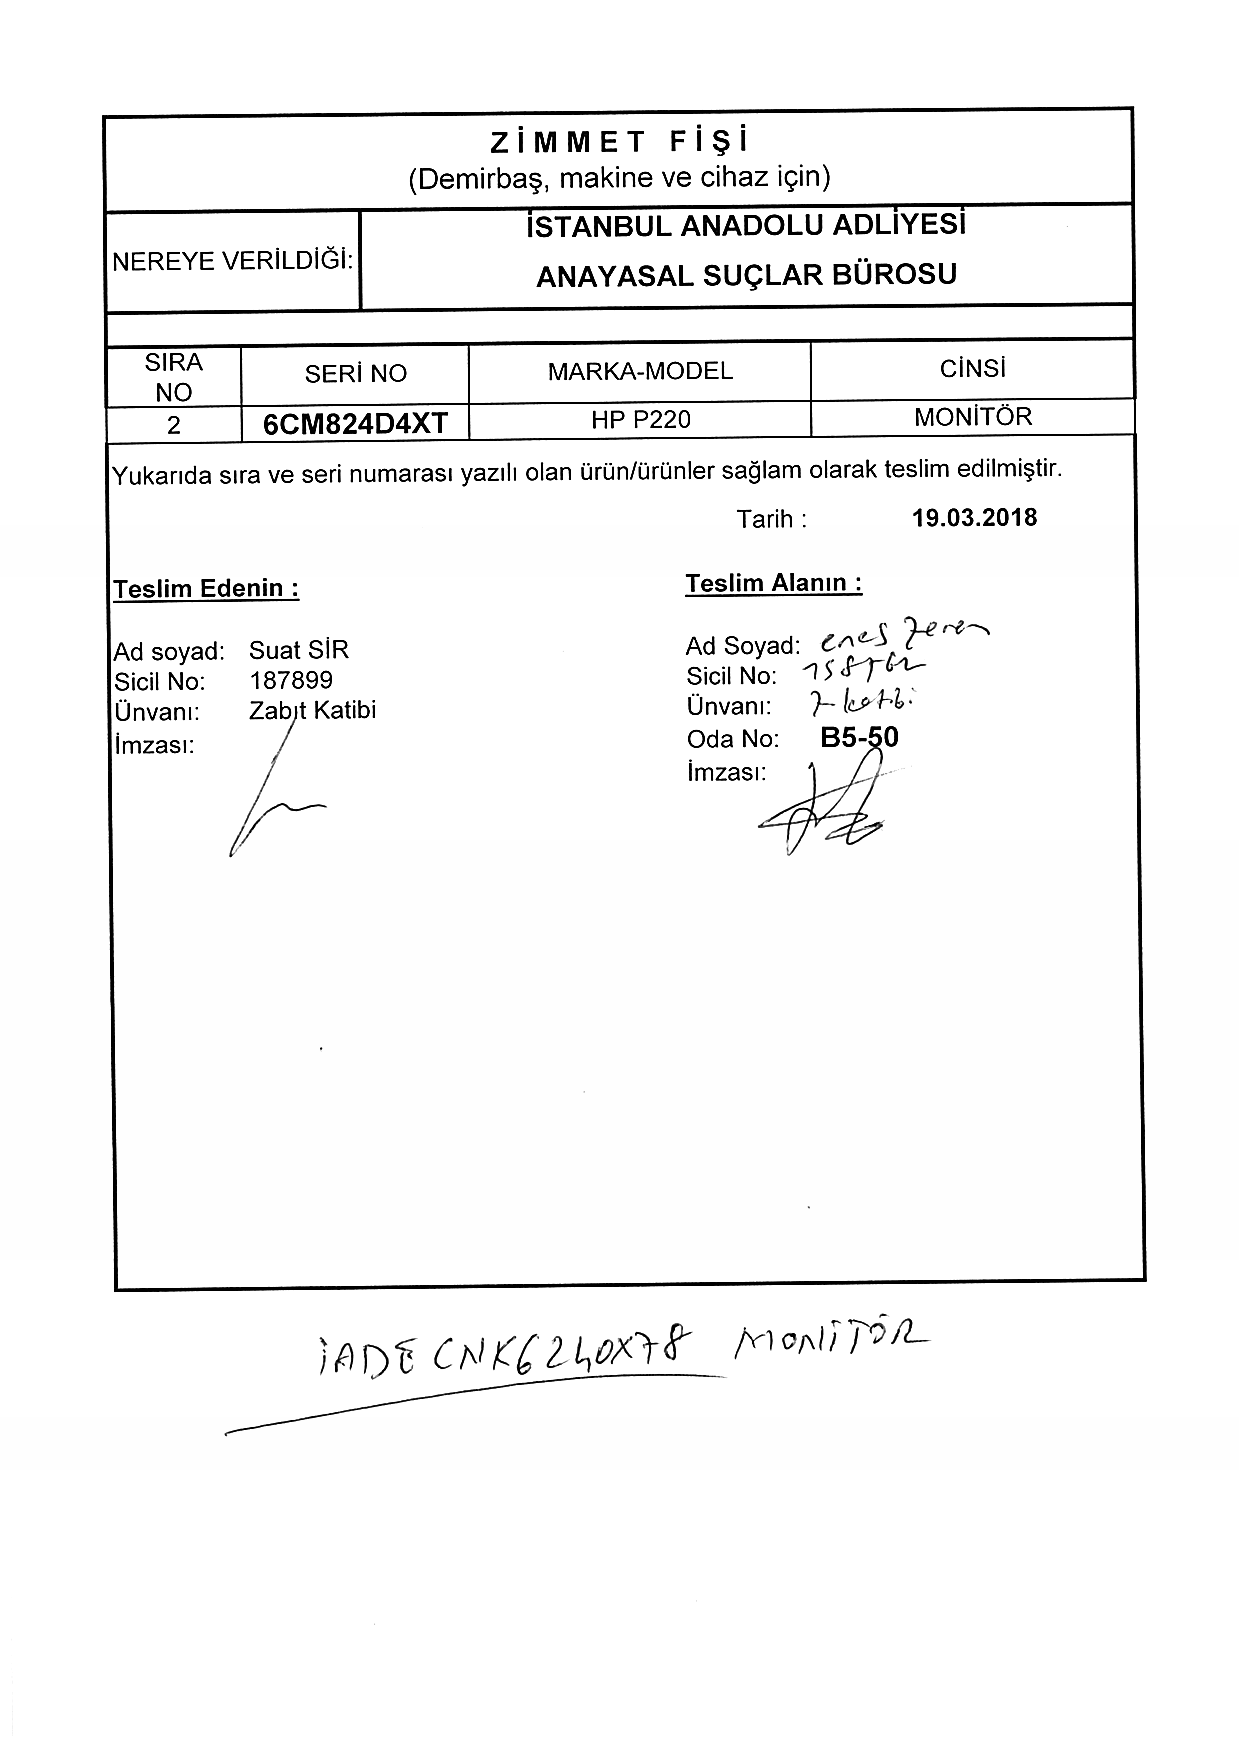 ZİMMET FİŞİ
(Demirbaş, makine ve cihaz için)
NEREYE VERİLDİĞİ:
İSTANBUL ANADOLU ADLİYESİ
ANAYASAL SUÇLAR BÜROSU
SIRA NO SERİ NO MARKA-MODEL CİNSİ
2 6CM824D4XT HP P220 MONİTÖR
Yukarıda sıra ve seri numarası yazılı olan ürün/ürünler sağlam olarak teslim edilmiştir.
Tarih : 19.03.2018
Teslim Edenin :
Ad soyad: Suat SİR
Sicil No: 187899
Ünvanı: Zabıt Katibi
İmzası:
Teslim Alanın :
Ad Soyad: enes
Sicil No:
Ünvanı: Z. katibi
Oda No: B5-50
İmzası:
İADE CNK6240X78 MONİTÖR